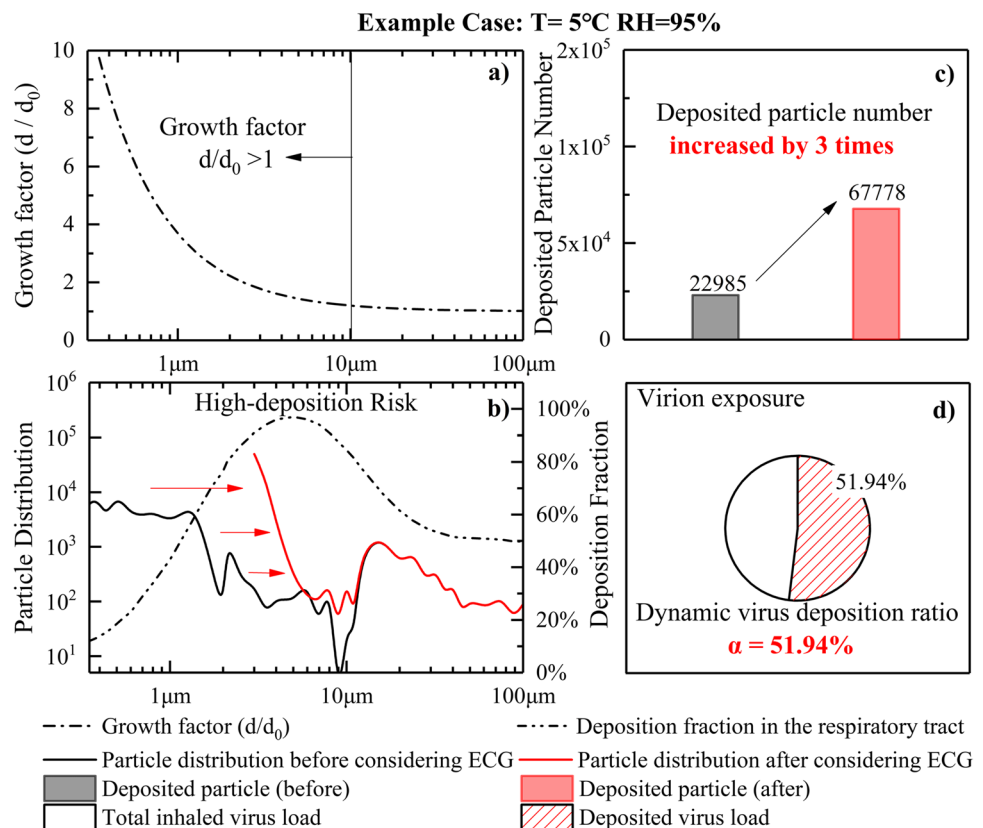 Example Case: T= 5℃ RH=95%
a)
Growth factor (d / d0)
10
8
6
4
2
0
Growth factor
d/d0 >1
1μm
10μm
100μm
c)
Deposited Particle Number
2x10^5
1x10^5
5x10^4
0
Deposited particle number
increased by 3 times
22985
67778
b)
High-deposition Risk
Particle Distribution
10^6
10^5
10^4
10^3
10^2
10^1
Deposition Fraction
100%
80%
60%
40%
20%
0%
1μm
10μm
100μm
Virion exposure
d)
51.94%
Dynamic virus deposition ratio
α = 51.94%
Growth factor (d/d0)
Deposition fraction in the respiratory tract
Particle distribution before considering ECG
Particle distribution after considering ECG
Deposited particle (before)
Deposited particle (after)
Total inhaled virus load
Deposited virus load